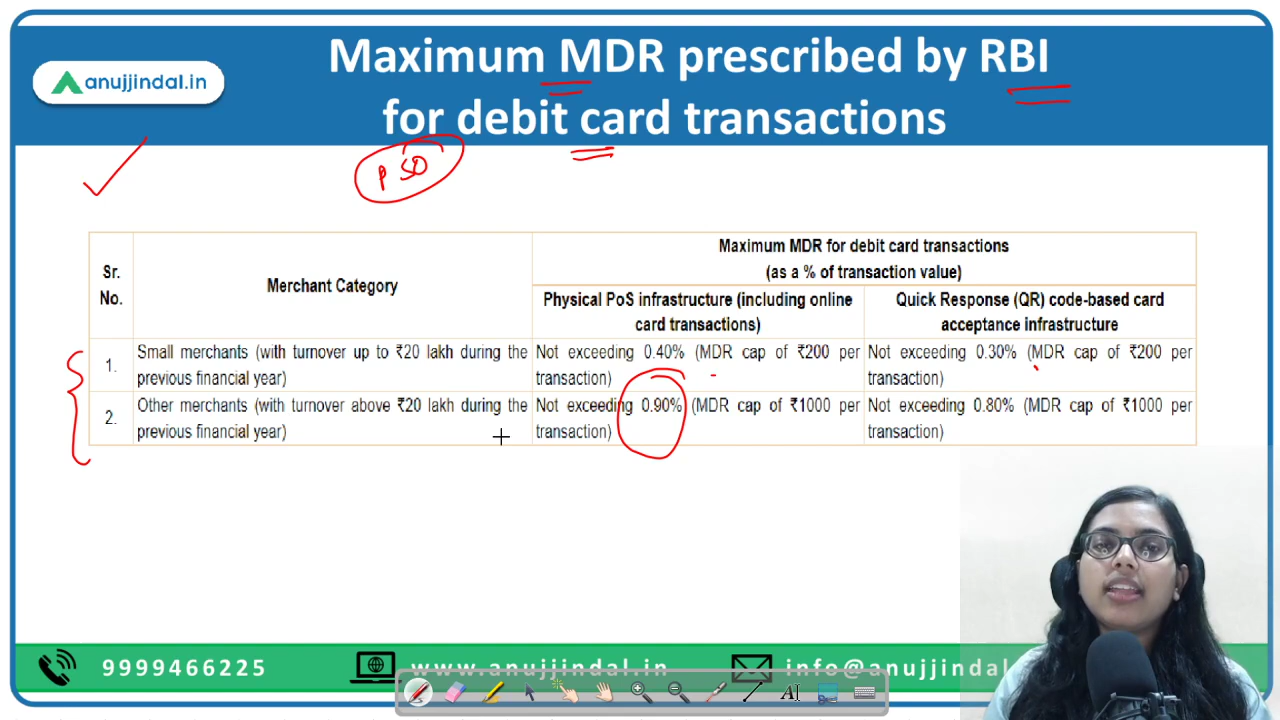 Maximum MDR prescribed by RBI
for debit card transactions
anujjindal.in
P SO
Sr.
No.
Merchant Category
Maximum MDR for debit card transactions
(as a % of transaction value)
Physical PoS infrastructure (including online
card transactions)
Quick Response (QR) code-based card
acceptance infrastructure
1.
Small merchants (with turnover up to ₹20 lakh during the
previous financial year)
Not exceeding 0.40% (MDR cap of ₹200 per
transaction)
Not exceeding 0.30% (MDR cap of ₹200 per
transaction)
2.
Other merchants (with turnover above ₹20 lakh during the
previous financial year)
Not exceeding 0.90% (MDR cap of ₹1000 per
transaction)
Not exceeding 0.80% (MDR cap of ₹1000 per
transaction)
9999466225
www.anujjindal.in
info@anujjindal
A